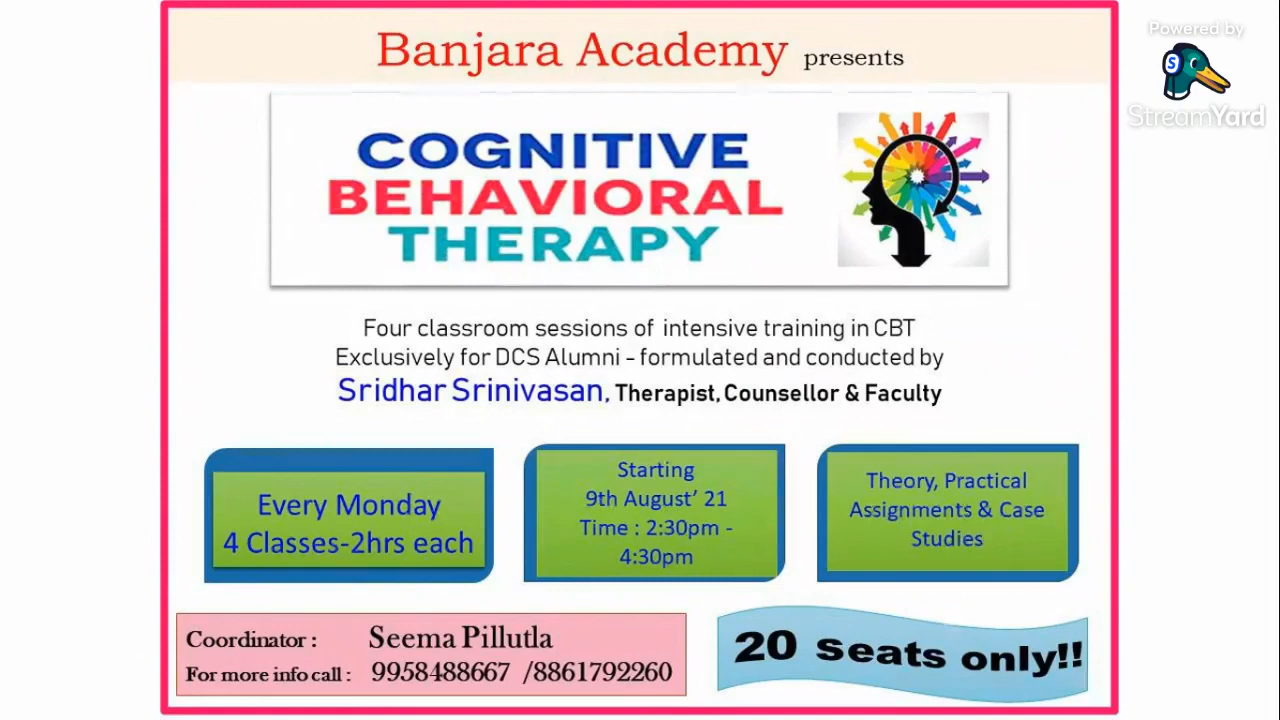 Banjara Academy presents
Powered by
S
StreamYard
COGNITIVE
BEHAVIORAL
THERAPY
Four classroom sessions of intensive training in CBT
Exclusively for DCS Alumni - formulated and conducted by
Sridhar Srinivasan, Therapist, Counsellor & Faculty
Every Monday
4 Classes-2hrs each
Starting
9th August’ 21
Time : 2:30pm -
4:30pm
Theory, Practical
Assignments & Case
Studies
Coordinator : Seema Pillutla
For more info call : 9958488667 /8861792260
20 seats only!!